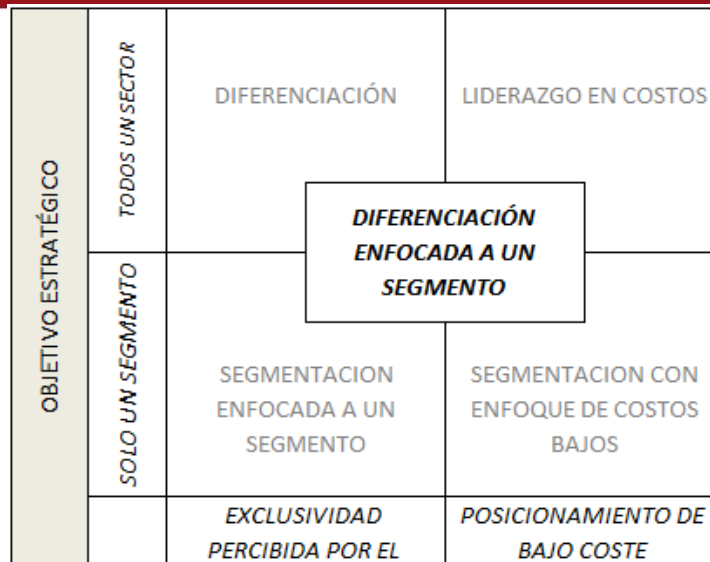 OBJETIVO ESTRATÉGICO
TODOS UN SECTOR
DIFERENCIACIÓN
LIDERAZGO EN COSTOS
DIFERENCIACIÓN
ENFOCADA A UN
SEGMENTO
SOLO UN SEGMENTO
SEGMENTACION
ENFOCADA A UN
SEGMENTO
SEGMENTACION CON
ENFOQUE DE COSTOS
BAJOS
EXCLUSIVIDAD
PERCIBIDA POR EL
POSICIONAMIENTO DE
BAJO COSTE